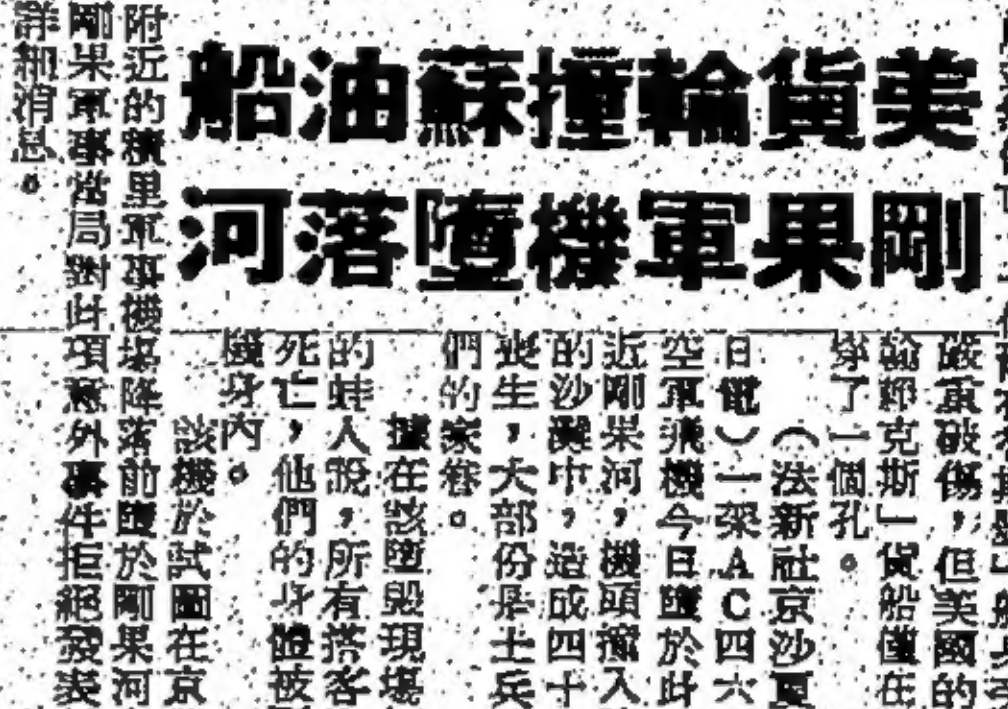 美貨輪撞蘇油船
剛果軍機墮落河
嚴重破傷，但美國的
克斯」貨船僅在
穿了一個孔。
（法新社京沙夏
日電）一架AC四六
空軍飛機今日墮於此
近剛果河，機頭插入
的沙灘中，造成四十
喪生，大部份是士兵
們的家眷。
據在該墮毀現場
的蛙人說，所有搭客
死亡，他們的身體被
機身內。
該機於試圖在京
附近的積里軍事機場降落前墮於剛果河
剛果軍事當局對此項意外事件拒絕發表
詳細消息。